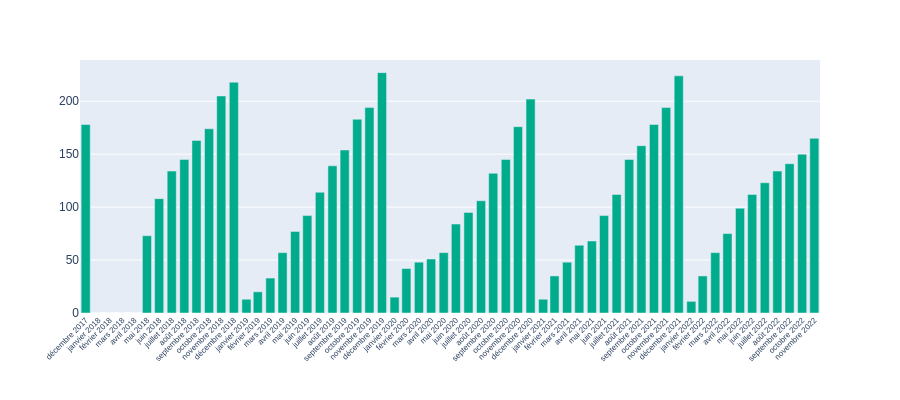 200
150
100
50
0
décembre 2017
janvier 2018
février 2018
mars 2018
avril 2018
mai 2018
juin 2018
juillet 2018
août 2018
septembre 2018
octobre 2018
novembre 2018
décembre 2018
janvier 2019
février 2019
mars 2019
avril 2019
mai 2019
juin 2019
juillet 2019
août 2019
septembre 2019
octobre 2019
novembre 2019
décembre 2019
janvier 2020
février 2020
mars 2020
avril 2020
mai 2020
juin 2020
juillet 2020
août 2020
septembre 2020
octobre 2020
novembre 2020
décembre 2020
janvier 2021
février 2021
mars 2021
avril 2021
mai 2021
juin 2021
juillet 2021
août 2021
septembre 2021
octobre 2021
novembre 2021
décembre 2021
janvier 2022
février 2022
mars 2022
avril 2022
mai 2022
juin 2022
juillet 2022
août 2022
septembre 2022
octobre 2022
novembre 2022